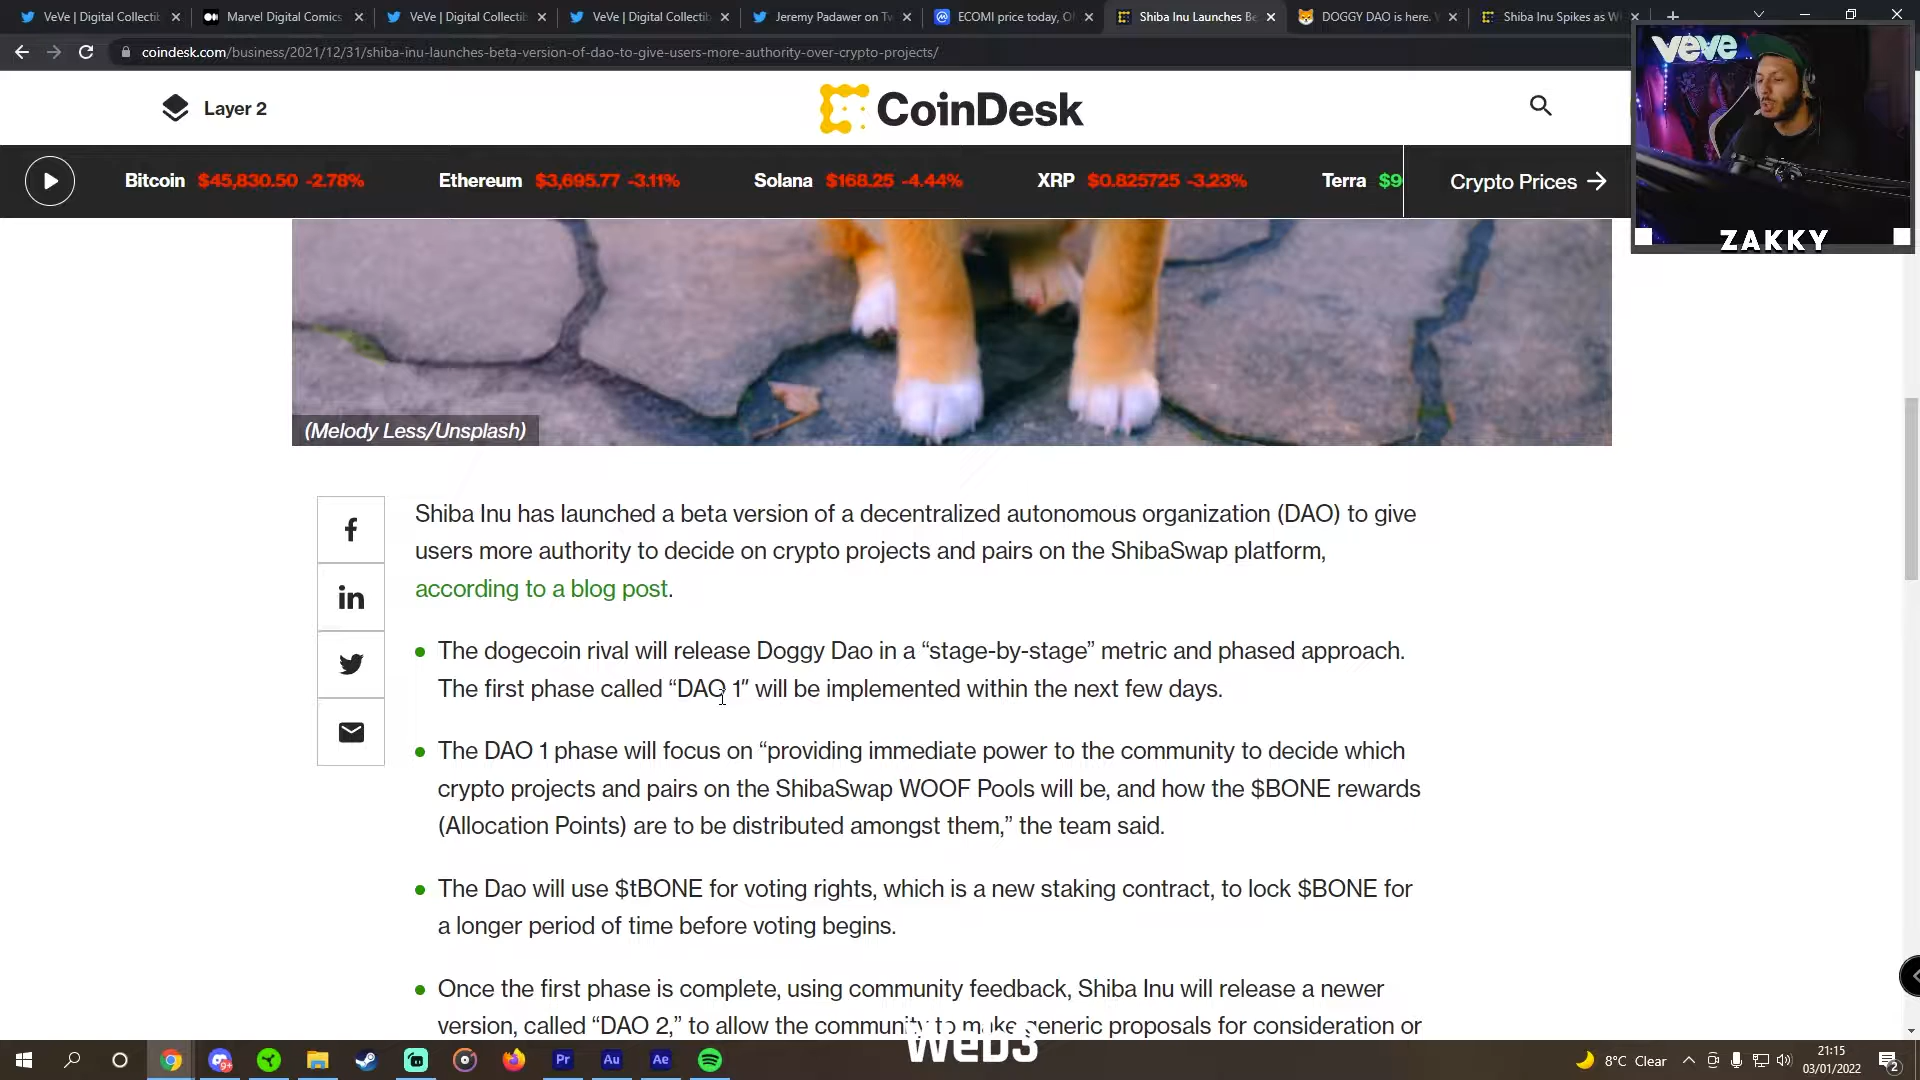 VeVe | Digital Collectib
Marvel Digital Comics
VeVe | Digital Collectib
VeVe | Digital Collectib
Jeremy Padawer on Tw
ECOMI price today, O
Shiba Inu Launches Be
DOGGY DAO is here.
Shiba Inu Spikes as W
coindesk.com/business/2021/12/31/shiba-inu-launches-beta-version-of-dao-to-give-users-more-authority-over-crypto-projects/
veve
Layer 2
CoinDesk
Bitcoin $45,830.50 -2.78%
Ethereum $3,695.77 -3.11%
Solana $168.25 -4.44%
XRP $0.825725 -3.23%
Terra $9
Crypto Prices
ZAKKY
(Melody Less/Unsplash)
Shiba Inu has launched a beta version of a decentralized autonomous organization (DAO) to give
users more authority to decide on crypto projects and pairs on the ShibaSwap platform,
according to a blog post.
The dogecoin rival will release Doggy Dao in a “stage-by-stage” metric and phased approach.
The first phase called “DAO 1” will be implemented within the next few days.
The DAO 1 phase will focus on “providing immediate power to the community to decide which
crypto projects and pairs on the ShibaSwap WOOF Pools will be, and how the $BONE rewards
(Allocation Points) are to be distributed amongst them,” the team said.
The Dao will use $tBONE for voting rights, which is a new staking contract, to lock $BONE for
a longer period of time before voting begins.
Once the first phase is complete, using community feedback, Shiba Inu will release a newer
version, called “DAO 2,” to allow the community to make generic proposals for consideration or
Web3
Pr
Au
Ae
8°C Clear
21:15
03/01/2022
2